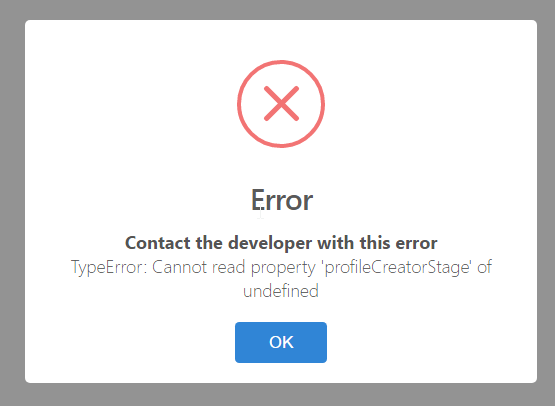 Error
Contact the developer with this error
TypeError: Cannot read property 'profileCreatorStage' of
undefined
OK